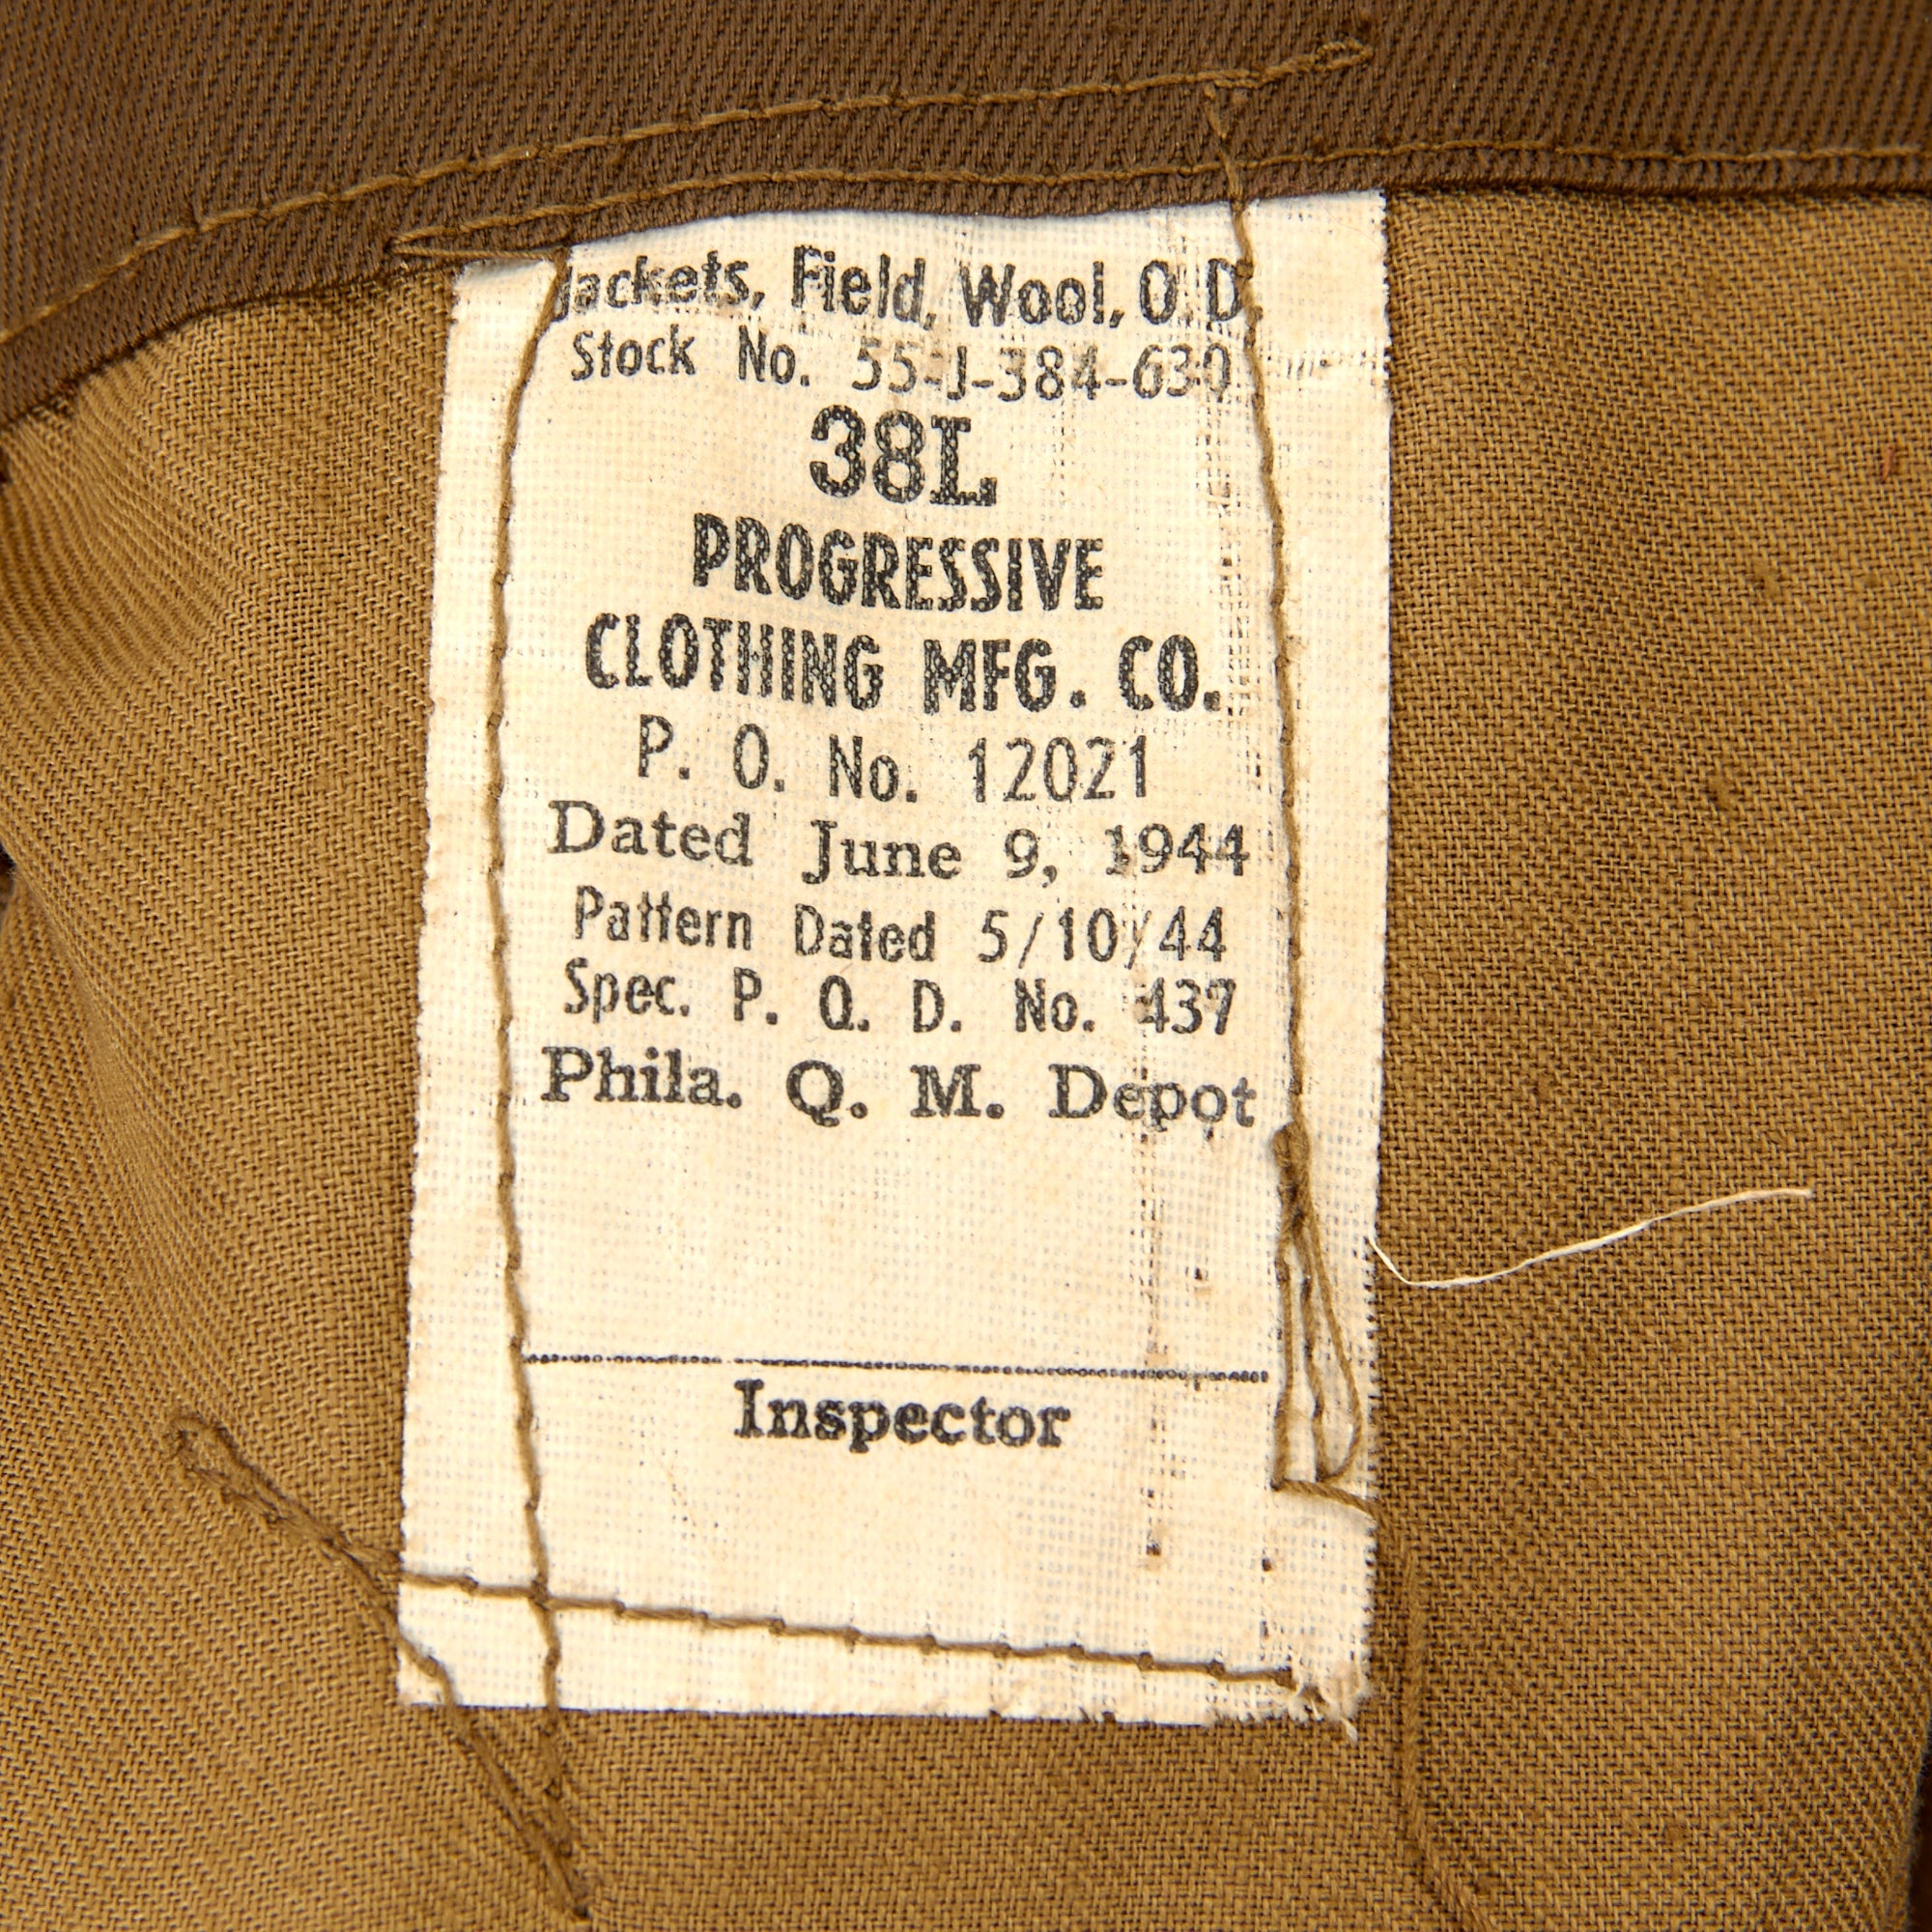 Jackets, Field, Wool, O.D.
Stock No. 55-J-384-630
38L
PROGRESSIVE
CLOTHING MFG. CO.
P. O. No. 12021
Dated June 9, 1944
Pattern Dated 5/10/44
Spec. P. Q. D. No. 437
Phila. Q. M. Depot
Inspector